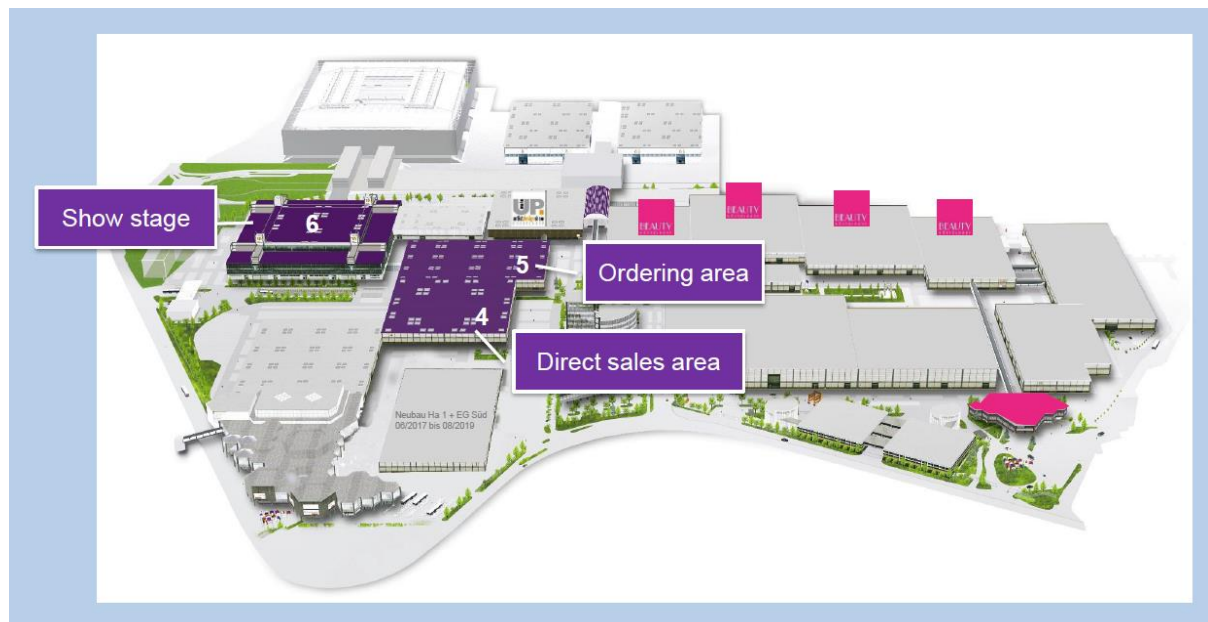 BEAUTY
BEAUTY
BEAUTY
BEAUTY
UP.
Show stage
6
5
Ordering area
4
Direct sales area
Neubau Ha 1 + EG Süd
06/2017 bis 08/2019